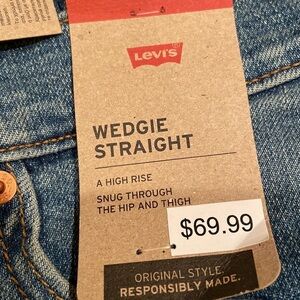 Levi's
WEDGIE
STRAIGHT
A HIGH RISE
SNUG THROUGH
THE HIP AND THIGH
$69.99
ORIGINAL STYLE.
RESPONSIBLY MADE.